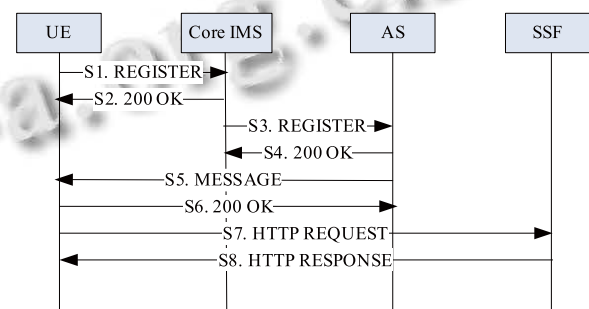 UE
Core IMS
AS
SSF
S1. REGISTER
S2. 200 OK
S3. REGISTER
S4. 200 OK
S5. MESSAGE
S6. 200 OK
S7. HTTP REQUEST
S8. HTTP RESPONSE